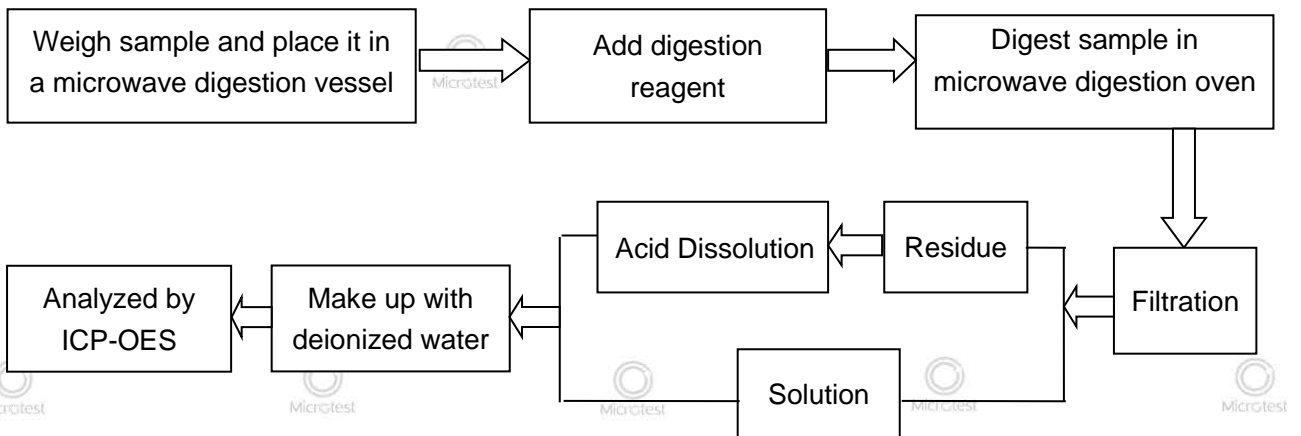 Weigh sample and place it in
a microwave digestion vessel
Add digestion
reagent
Digest sample in
microwave digestion oven
Microtest
Filtration
Residue
Acid Dissolution
Solution
Make up with
deionized water
Analyzed by
ICP-OES
Microtest
Microtest
Microtest
Microtest